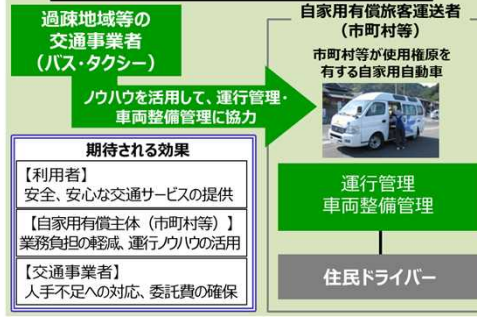 過疎地域等の
交通事業者
(バス・タクシー)
ノウハウを活用して、運行管理・
車両整備管理に協力
自家用有償旅客運送者
(市町村等)
市町村等が使用権原を
有する自家用自動車
運行管理
車両整備管理
住民ドライバー
期待される効果
【利用者】
安全、安心な交通サービスの提供
【自家用有償主体(市町村等)】
業務負担の軽減、運行ノウハウの活用
【交通事業者】
人手不足への対応、委託費の確保